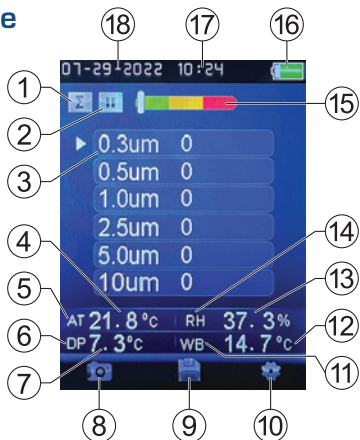 e
18 17 16
07-29-2022 10:24
1 Σ 15
2
3 0.3um 0
0.5um 0
1.0um 0
2.5um 0
5.0um 0
10um 0
4 14
5 AT 21.8°C RH 37.3% 13
6 DP 7.3°C WB 14.7°C 12
7 11
8 9 10